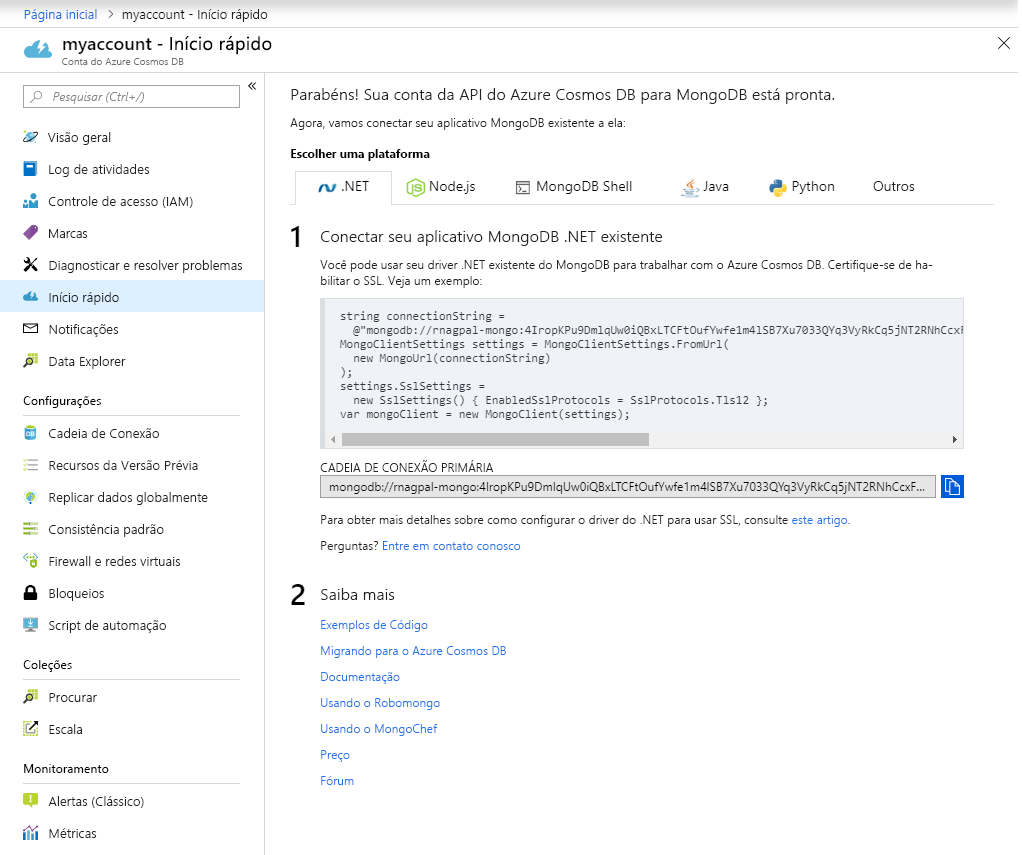 Página inicial > myaccount - Início rápido
myaccount - Início rápido
Conta do Azure Cosmos DB
Pesquisar (Ctrl+/)
Visão geral
Log de atividades
Controle de acesso (IAM)
Marcas
Diagnosticar e resolver problemas
Início rápido
Notificações
Data Explorer
Configurações
Cadeia de Conexão
Recursos da Versão Prévia
Replicar dados globalmente
Consistência padrão
Firewall e redes virtuais
Bloqueios
Script de automação
Coleções
Procurar
Escala
Monitoramento
Alertas (Clássico)
Métricas
Parabéns! Sua conta da API do Azure Cosmos DB para MongoDB está pronta.
Agora, vamos conectar seu aplicativo MongoDB existente a ela:
Escolher uma plataforma
.NET Node.js MongoDB Shell Java Python Outros
1 Conectar seu aplicativo MongoDB .NET existente
Você pode usar seu driver .NET existente do MongoDB para trabalhar com o Azure Cosmos DB. Certifique-se de ha-
bilitar o SSL. Veja um exemplo:
string connectionString =
@"mongodb://rnagpal-mongo:4IropKPu9DmlqUw0iQBxLTCFtOufYwfe1m4lSB7Xu7033QYq3VyRkCq5jNT2RNhCcxF
MongoClientSettings settings = MongoClientSettings.FromUrl(
new MongoUrl(connectionString)
);
settings.SslSettings =
new SslSettings() { EnabledSslProtocols = SslProtocols.Tls12 };
var mongoClient = new MongoClient(settings);
CADEIA DE CONEXÃO PRIMÁRIA
mongodb://rnagpal-mongo:4IropKPu9DmlqUw0iQBxLTCFtOufYwfe1m4lSB7Xu7033QYq3VyRkCq5jNT2RNhCcxF...
Para obter mais detalhes sobre como configurar o driver do .NET para usar SSL, consulte este artigo.
Perguntas? Entre em contato conosco
2 Saiba mais
Exemplos de Código
Migrando para o Azure Cosmos DB
Documentação
Usando o Robomongo
Usando o MongoChef
Preço
Fórum